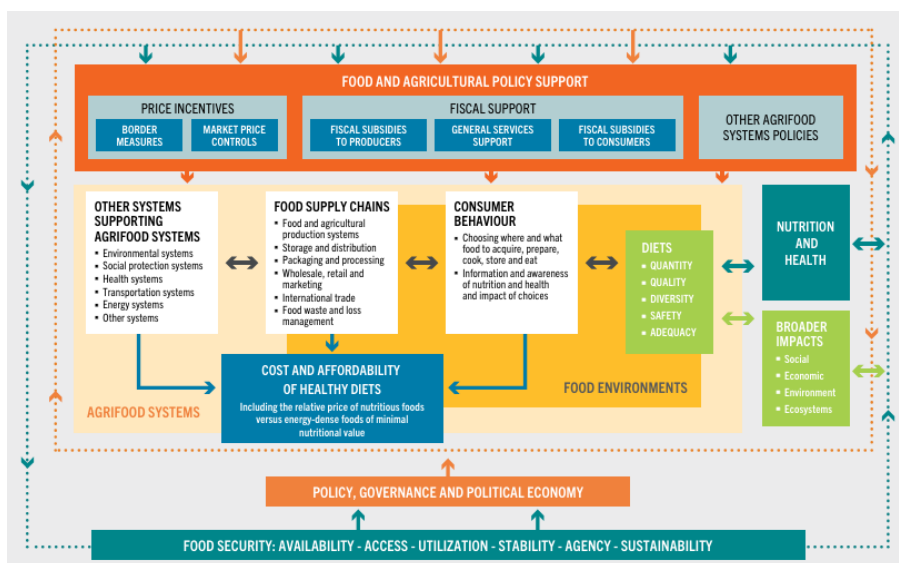 FOOD AND AGRICULTURAL POLICY SUPPORT
PRICE INCENTIVES
BORDER
MEASURES
MARKET PRICE
CONTROLS
FISCAL SUPPORT
FISCAL SUBSIDIES
TO PRODUCERS
GENERAL SERVICES
SUPPORT
FISCAL SUBSIDIES
TO CONSUMERS
OTHER AGRIFOOD
SYSTEMS POLICIES
OTHER SYSTEMS
SUPPORTING
AGRIFOOD SYSTEMS
• Environmental systems
• Social protection systems
• Health systems
• Transportation systems
• Energy systems
• Other systems
FOOD SUPPLY CHAINS
• Food and agricultural
production systems
• Storage and distribution
• Packaging and processing
• Wholesale, retail and
marketing
• International trade
• Food waste and loss
management
CONSUMER
BEHAVIOUR
• Choosing where and what
food to acquire, prepare,
cook, store and eat
• Information and awareness
of nutrition and health
and impact of choices
DIETS
• QUANTITY
• QUALITY
• DIVERSITY
• SAFETY
• ADEQUACY
NUTRITION
AND
HEALTH
BROADER
IMPACTS
• Social
• Economic
• Environment
• Ecosystems
COST AND AFFORDABILITY
OF HEALTHY DIETS
Including the relative price of nutritious foods
versus energy-dense foods of minimal
nutritional value
AGRIFOOD SYSTEMS
FOOD ENVIRONMENTS
POLICY, GOVERNANCE AND POLITICAL ECONOMY
FOOD SECURITY: AVAILABILITY - ACCESS - UTILIZATION - STABILITY - AGENCY - SUSTAINABILITY